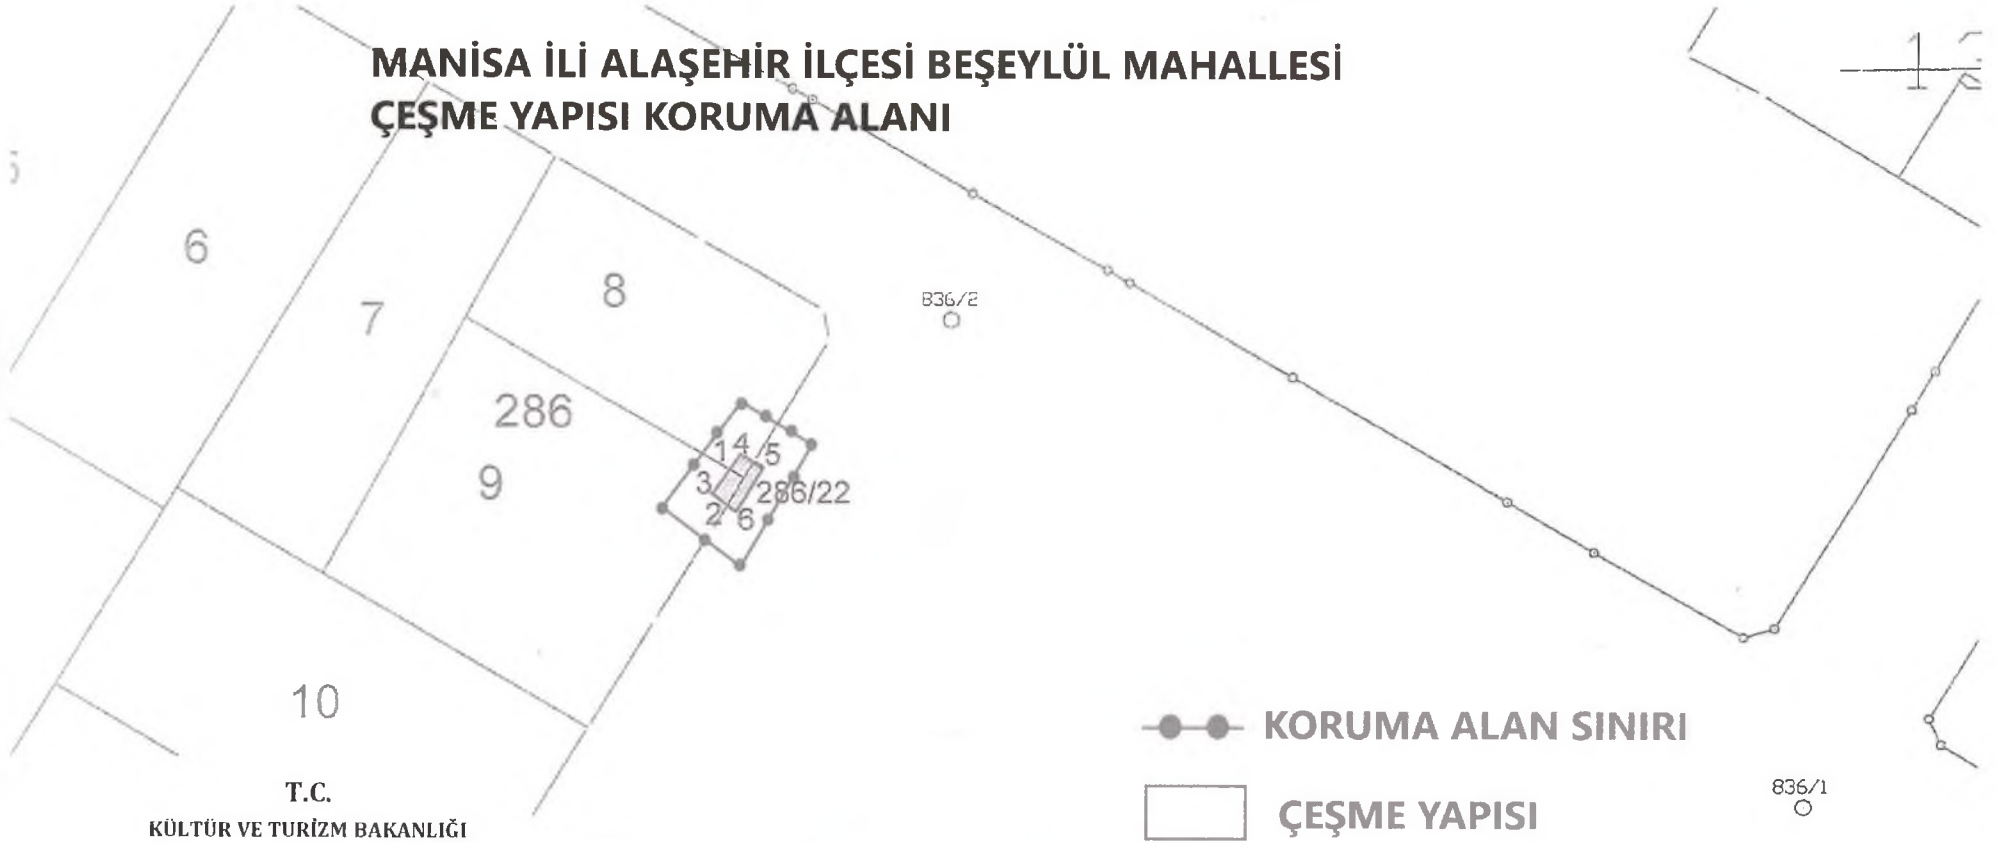 MANİSA İLİ ALAŞEHİR İLÇESİ BEŞEYLÜL MAHALLESİ
ÇEŞME YAPISI KORUMA ALANI
6
7
8
836/2
286
9
1 4 5
3
286/22
2 6
10
KORUMA ALAN SINIRI
ÇEŞME YAPISI
836/1
T.C.
KÜLTÜR VE TURİZM BAKANLIĞI